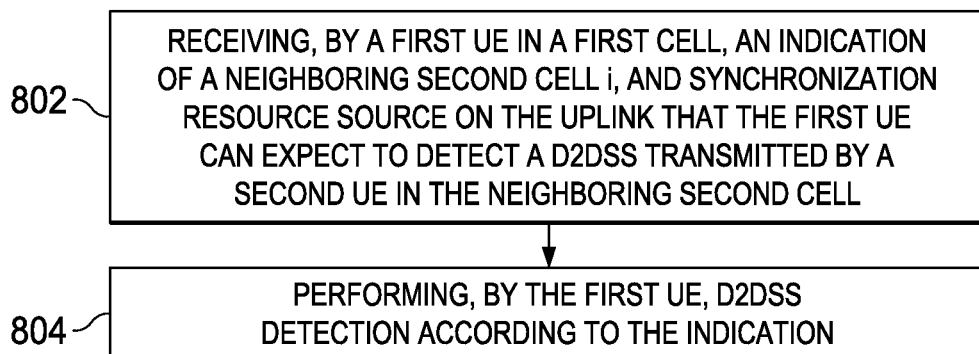 802
RECEIVING, BY A FIRST UE IN A FIRST CELL, AN INDICATION
OF A NEIGHBORING SECOND CELL i, AND SYNCHRONIZATION
RESOURCE SOURCE ON THE UPLINK THAT THE FIRST UE
CAN EXPECT TO DETECT A D2DSS TRANSMITTED BY A
SECOND UE IN THE NEIGHBORING SECOND CELL
804
PERFORMING, BY THE FIRST UE, D2DSS
DETECTION ACCORDING TO THE INDICATION